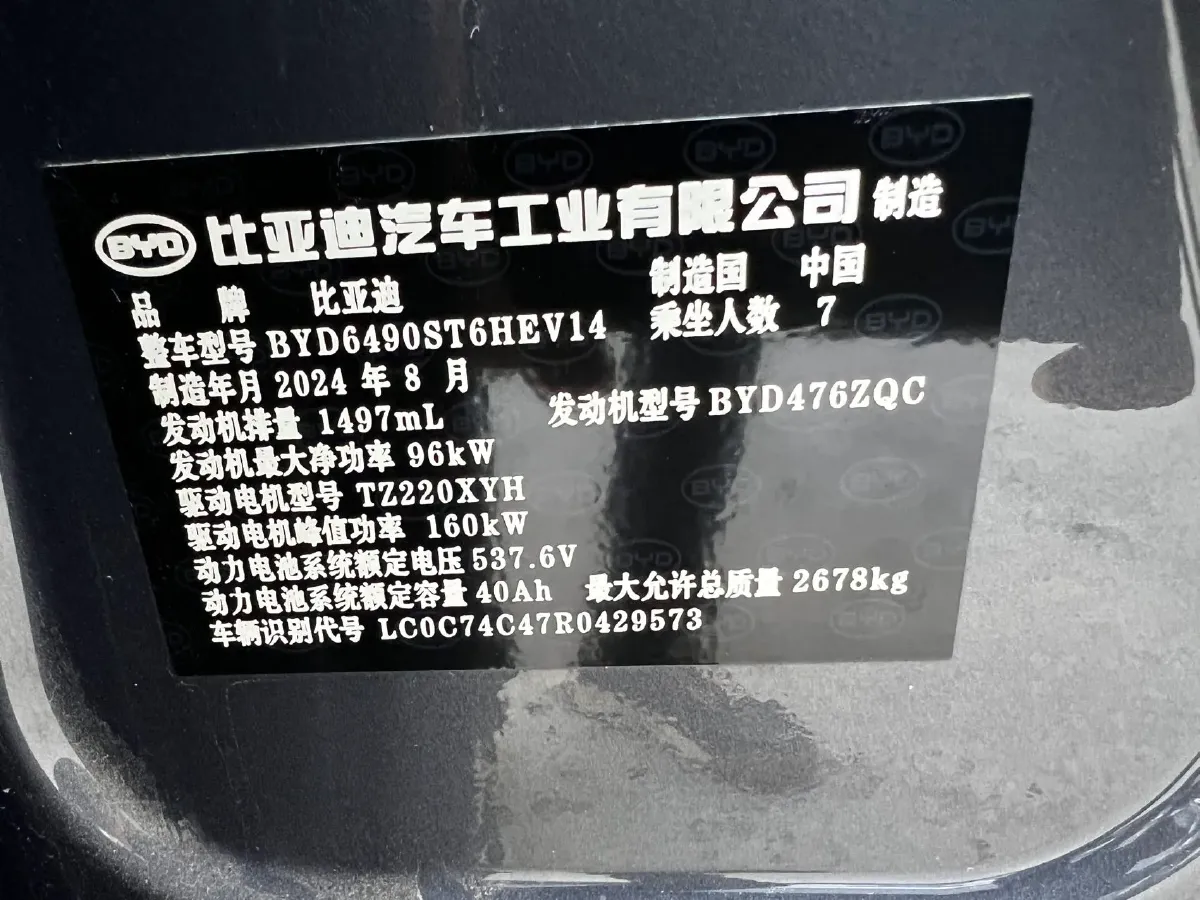 BYD 比亚迪汽车工业有限公司 制造
品 牌 比亚迪 制造国 中国
整车型号 BYD6490ST6HEV14 乘坐人数 7
制造年月 2024 年 8 月
发动机排量 1497mL 发动机型号 BYD476ZQC
发动机最大净功率 96kW
驱动电机型号 TZ220XYH
驱动电机峰值功率 160kW
动力电池系统额定电压 537.6V
动力电池系统额定容量 40Ah 最大允许总质量 2678kg
车辆识别代号 LC0C74C47R0429573